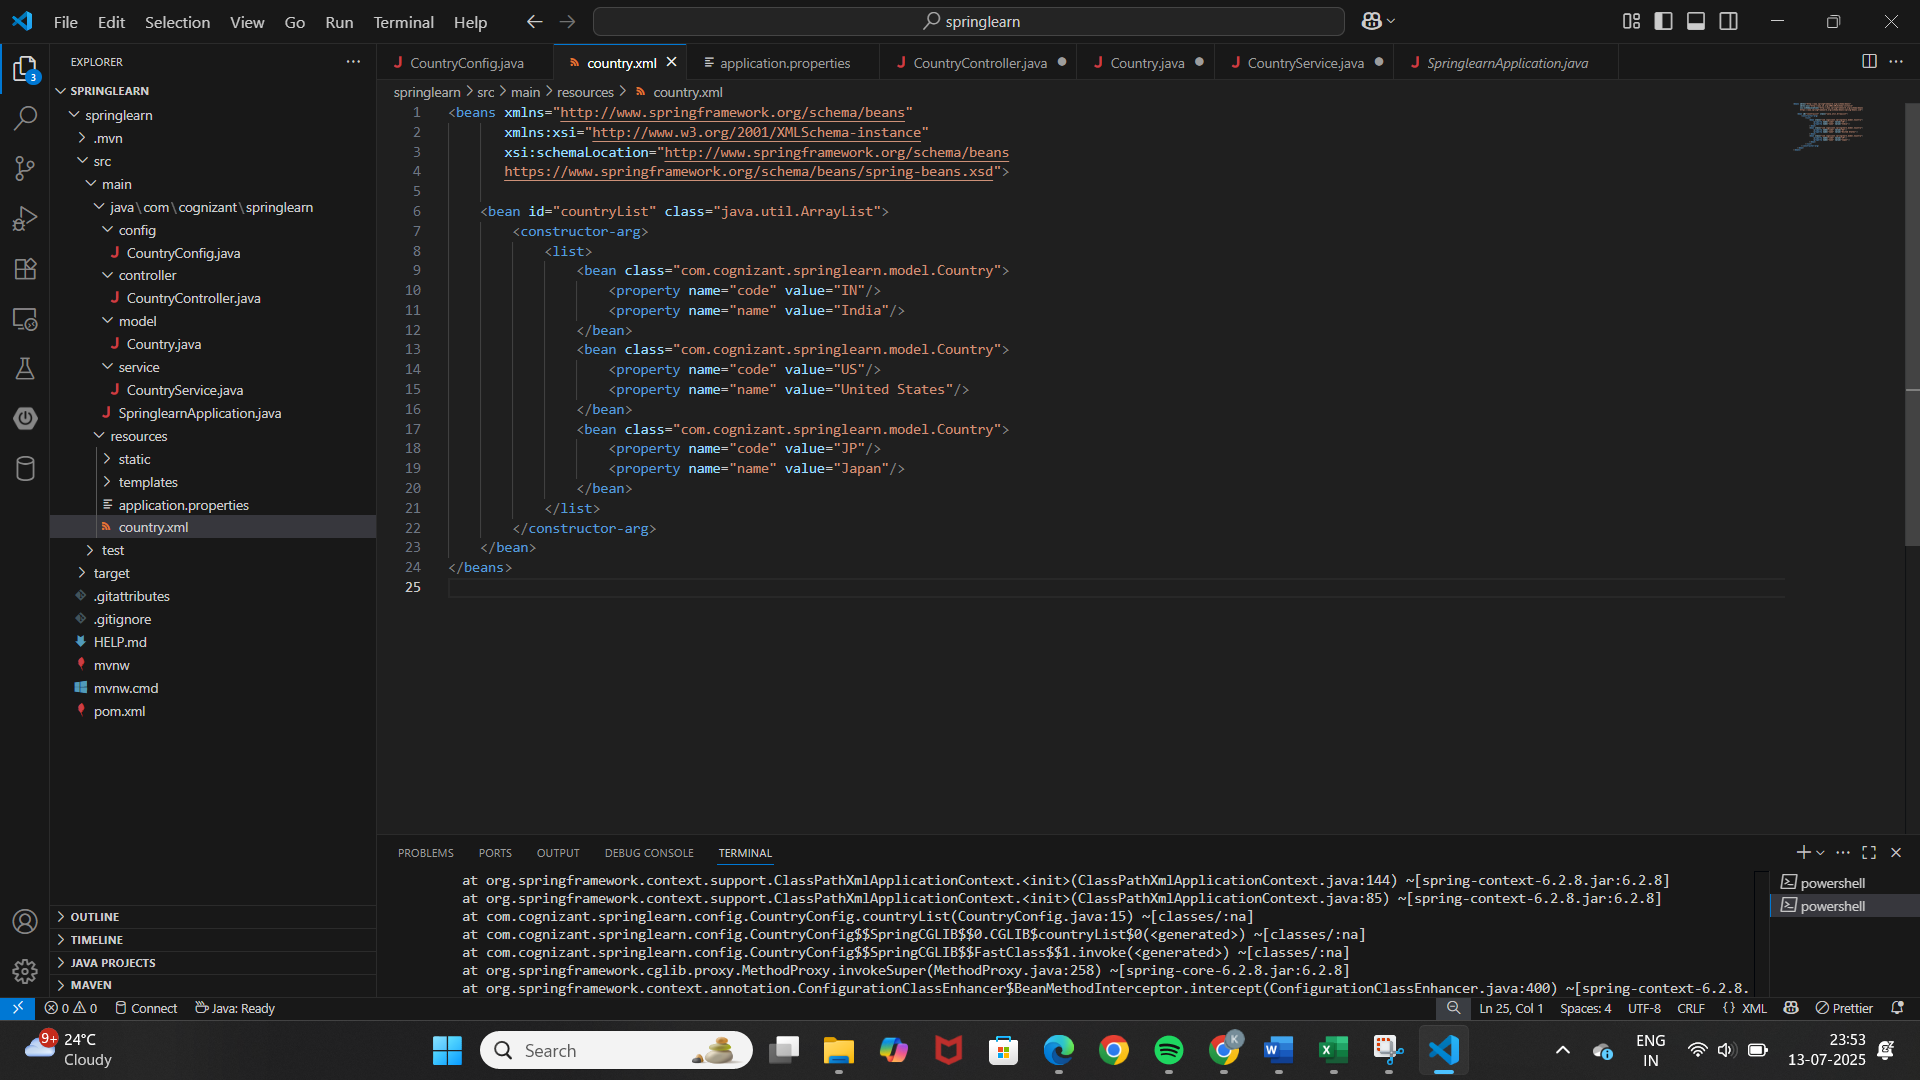 File Edit Selection View Go Run Terminal Help
springlearn
EXPLORER
CountryConfig.java
country.xml
application.properties
CountryController.java
Country.java
CountryService.java
SpringlearnApplication.java
springlearn > src > main > resources > country.xml
SPRINGLEARN
springlearn
.mvn
src
main
java\com\cognizant\springlearn
config
CountryConfig.java
controller
CountryController.java
model
Country.java
service
CountryService.java
SpringlearnApplication.java
resources
static
templates
application.properties
country.xml
test
target
.gitattributes
.gitignore
HELP.md
mvnw
mvnw.cmd
pom.xml
OUTLINE
TIMELINE
JAVA PROJECTS
MAVEN
3
1 <beans xmlns="http://www.springframework.org/schema/beans"
2 xmlns:xsi="http://www.w3.org/2001/XMLSchema-instance"
3 xsi:schemaLocation="http://www.springframework.org/schema/beans
4 https://www.springframework.org/schema/beans/spring-beans.xsd">
5
6 <bean id="countryList" class="java.util.ArrayList">
7 <constructor-arg>
8 <list>
9 <bean class="com.cognizant.springlearn.model.Country">
10 <property name="code" value="IN"/>
11 <property name="name" value="India"/>
12 </bean>
13 <bean class="com.cognizant.springlearn.model.Country">
14 <property name="code" value="US"/>
15 <property name="name" value="United States"/>
16 </bean>
17 <bean class="com.cognizant.springlearn.model.Country">
18 <property name="code" value="JP"/>
19 <property name="name" value="Japan"/>
20 </bean>
21 </list>
22 </constructor-arg>
23 </bean>
24 </beans>
25
PROBLEMS PORTS OUTPUT DEBUG CONSOLE TERMINAL
at org.springframework.context.support.ClassPathXmlApplicationContext.<init>(ClassPathXmlApplicationContext.java:144) ~[spring-context-6.2.8.jar:6.2.8]
at org.springframework.context.support.ClassPathXmlApplicationContext.<init>(ClassPathXmlApplicationContext.java:85) ~[spring-context-6.2.8.jar:6.2.8]
at com.cognizant.springlearn.config.CountryConfig.countryList(CountryConfig.java:15) ~[classes/:na]
at com.cognizant.springlearn.config.CountryConfig$$SpringCGLIB$$0.CGLIB$countryList$0(<generated>) ~[classes/:na]
at com.cognizant.springlearn.config.CountryConfig$$SpringCGLIB$$FastClass$$1.invoke(<generated>) ~[classes/:na]
at org.springframework.cglib.proxy.MethodProxy.invokeSuper(MethodProxy.java:258) ~[spring-core-6.2.8.jar:6.2.8]
at org.springframework.context.annotation.ConfigurationClassEnhancer$BeanMethodInterceptor.intercept(ConfigurationClassEnhancer.java:400) ~[spring-context-6.2.8.
powershell
powershell
0 0 Connect Java: Ready
Ln 25, Col 1 Spaces: 4 UTF-8 CRLF {} XML Prettier
9+
24°C
Cloudy
Search
K
ENG
IN
23:53
13-07-2025